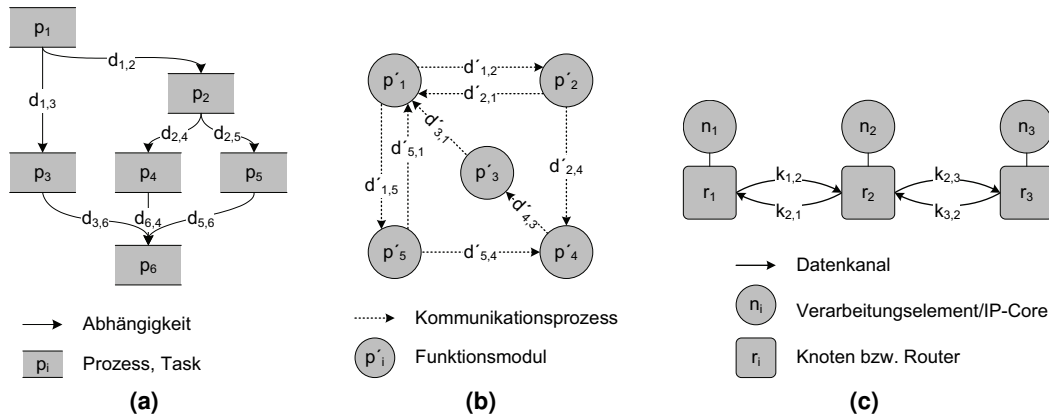 p1
d1,2
d1,3
p2
d2,4
d2,5
p3
p4
p5
d3,6
d6,4
d5,6
p6
Abhängigkeit
pi
Prozess, Task
(a)
p´1
d´1,2
p´2
d´2,1
d´3,1
d´5,1
d´2,4
p´3
d´1,5
d´4,3
p´5
d´5,4
p´4
Kommunikationsprozess
p´i
Funktionsmodul
(b)
n1
n2
n3
k1,2
k2,3
r1
r2
r3
k2,1
k3,2
Datenkanal
ni
Verarbeitungselement/IP-Core
ri
Knoten bzw. Router
(c)